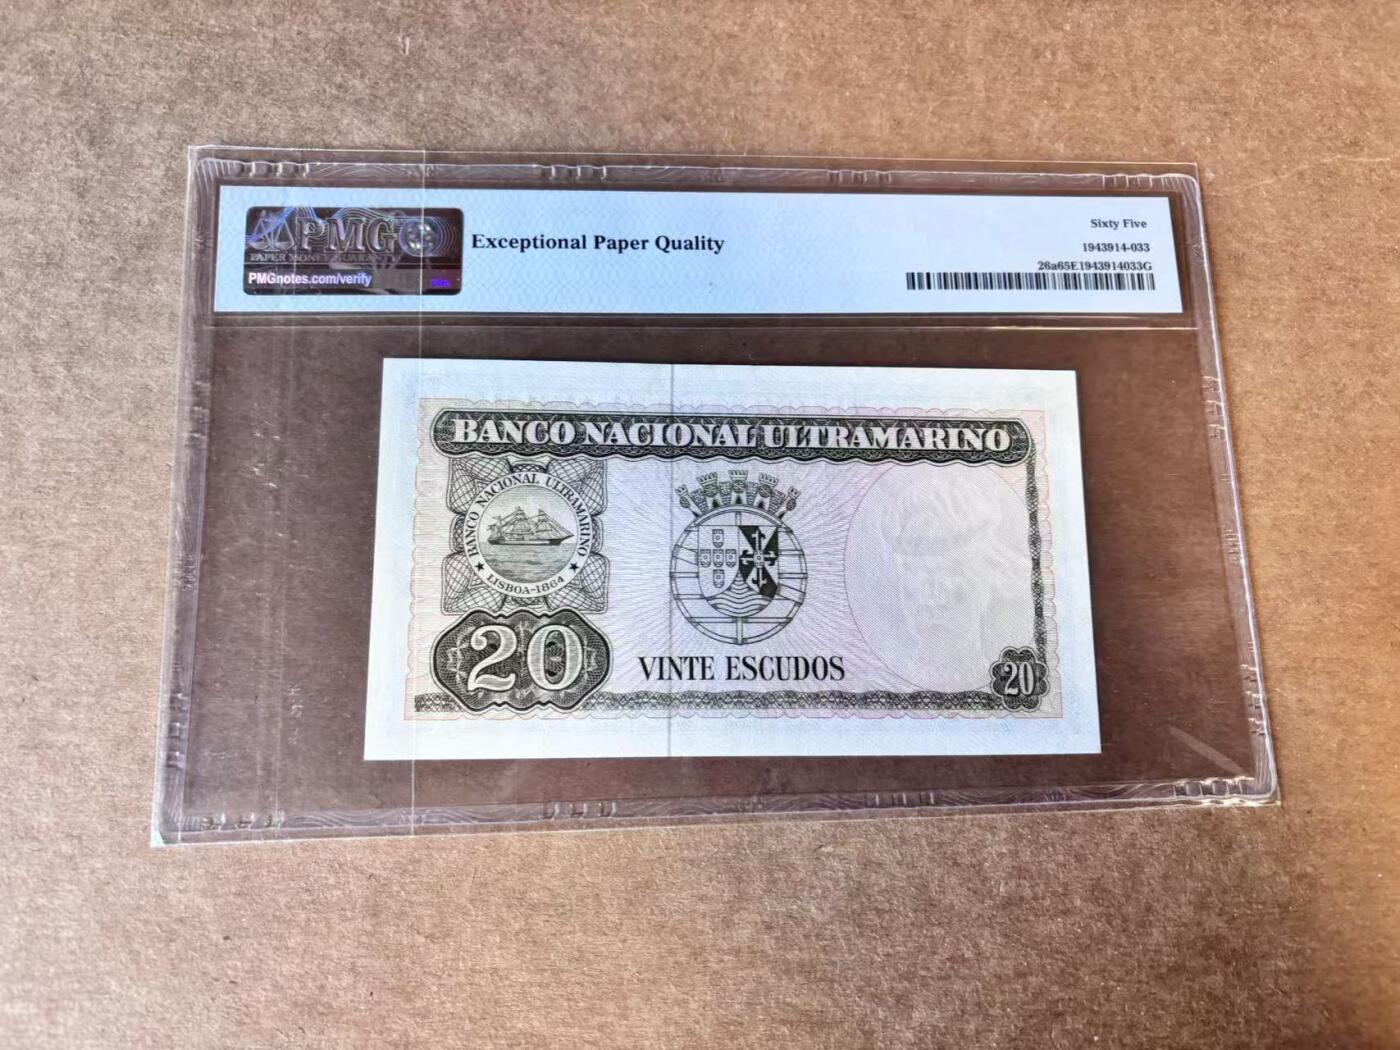 PMG
PAPER MONEY GUARANTY
PMGnotes.com/verify
Exceptional Paper Quality
Sixty Five
1943914-033
26a65E1943914033G
BANCO NACIONAL ULTRAMARINO
BANCO NACIONAL ULTRAMARINO
★ LISBOA-1864 ★
20
VINTE ESCUDOS
20